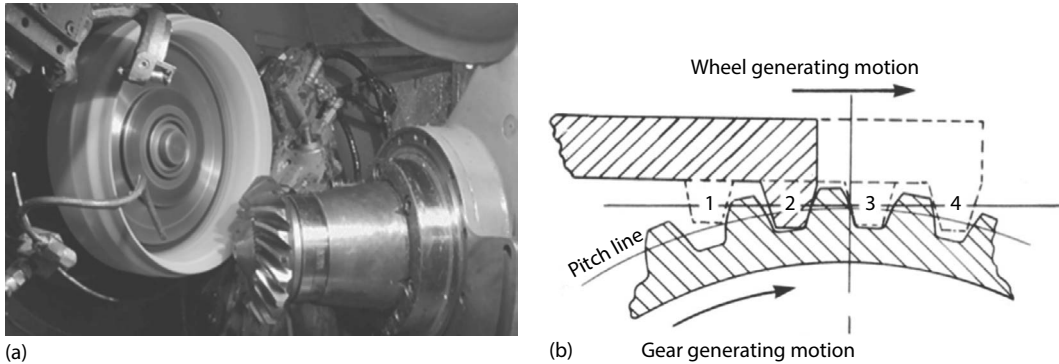 (a)
Wheel generating motion
1 2 3 4
Pitch line
(b) Gear generating motion